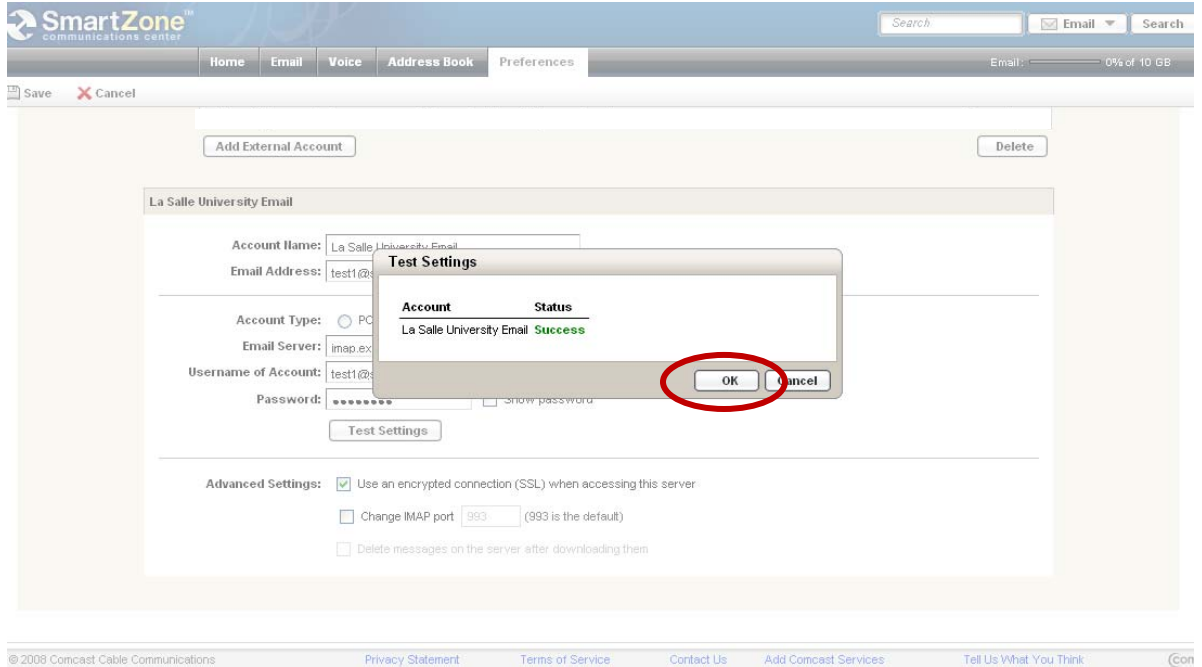 SmartZone™
communications center
Search
Email
Search
Home Email Voice Address Book Preferences
Email: 0% of 10 GB
Save Cancel
Add External Account Delete
La Salle University Email
Account Name: La Salle University Email
Email Address: test1@s
Account Type: PO
Email Server: imap.ex
Username of Account: test1@s
Password: ●●●●●●●● Show password
Test Settings
Test Settings
Account Status
La Salle University Email Success
OK Cancel
Advanced Settings: Use an encrypted connection (SSL) when accessing this server
Change IMAP port 993 (993 is the default)
Delete messages on the server after downloading them
© 2008 Comcast Cable Communications Privacy Statement Terms of Service Contact Us Add Comcast Services Tell Us What You Think (com